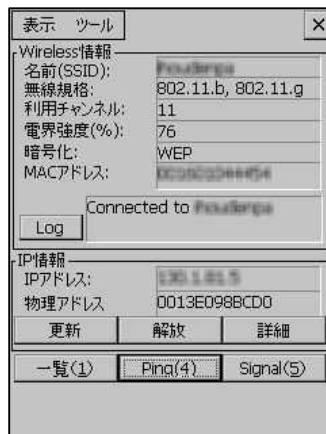 表示 ツール ×
Wireless情報
名前(SSID):
無線規格: 802.11.b, 802.11.g
利用チャンネル: 11
電界強度(%): 76
暗号化: WEP
MACアドレス:
Connected to
Log
IP情報
IPアドレス:
物理アドレス 0013E098BCD0
更新 解放 詳細
一覧(1) Ping(4) Signal(5)